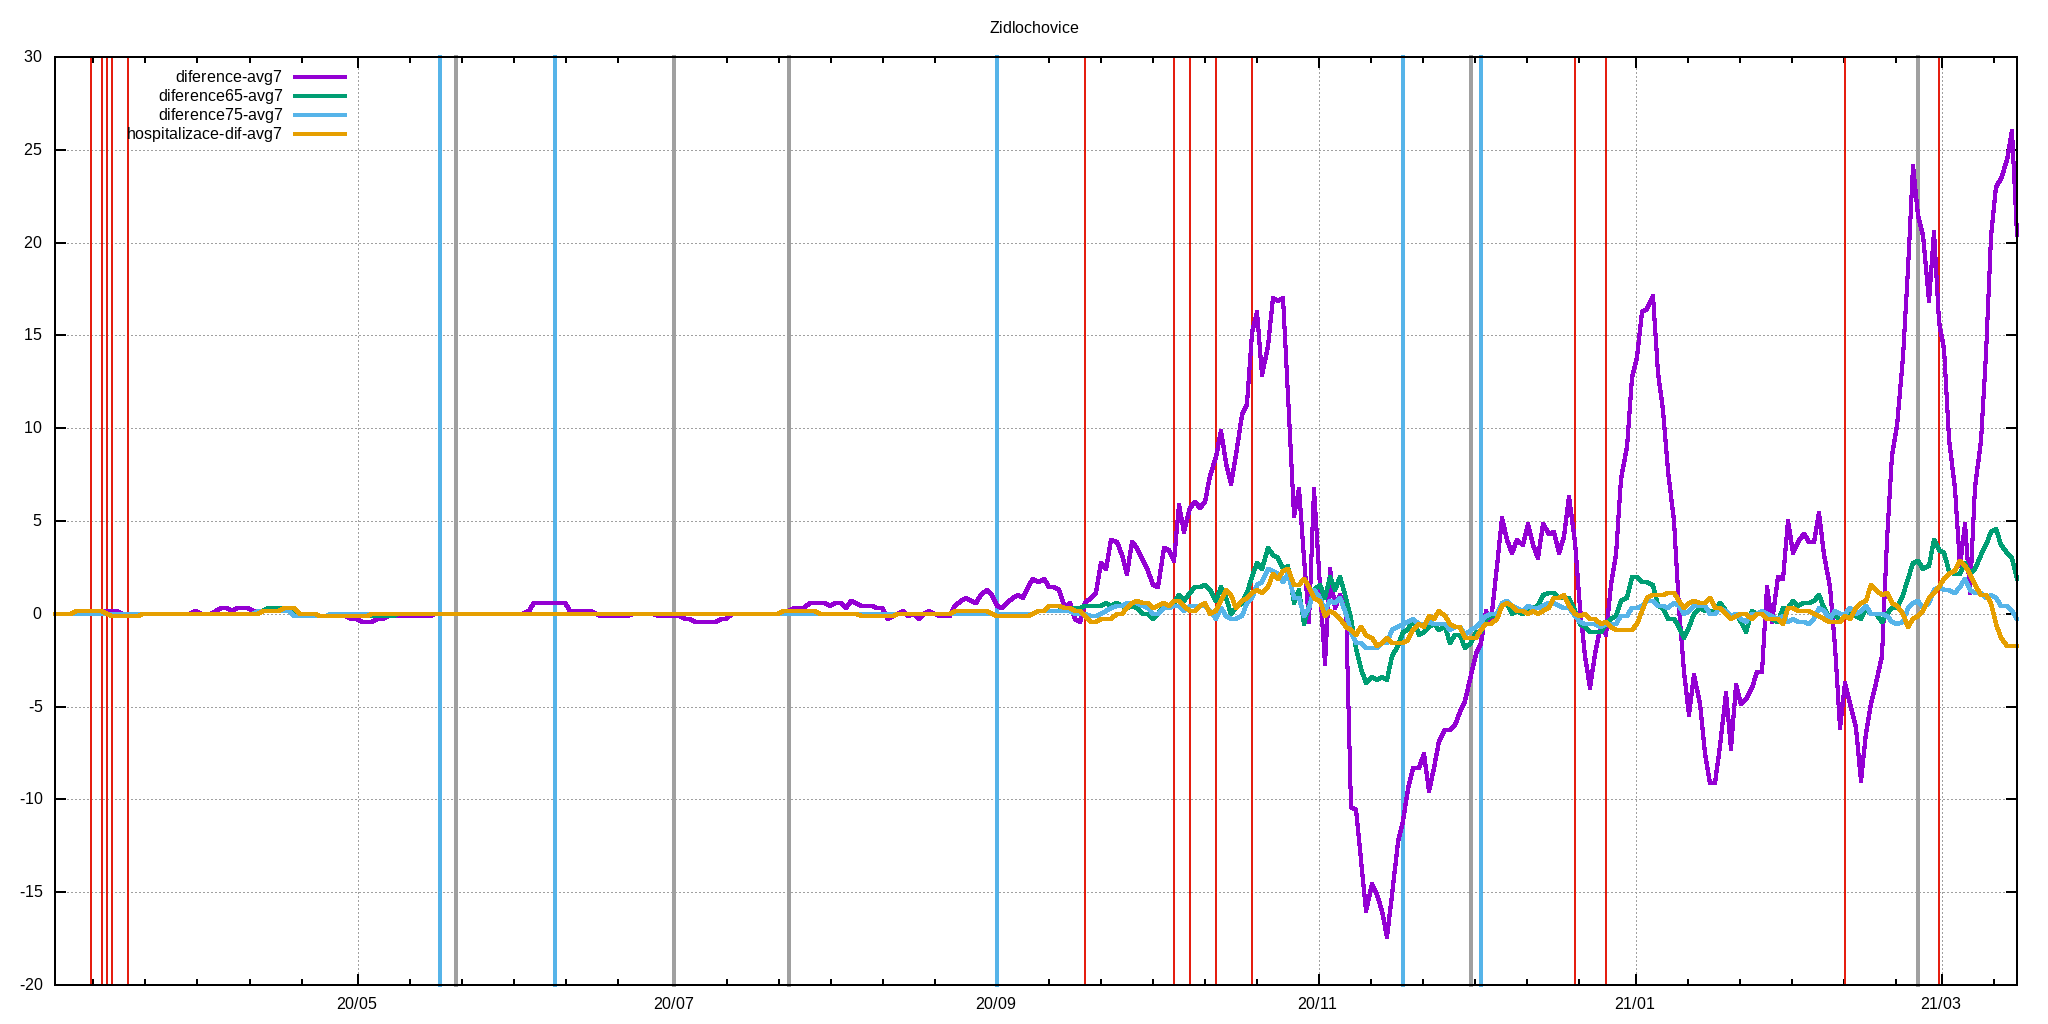 Zidlochovice
30
diference-avg7
diference65-avg7
diference75-avg7
hospitalizace-dif-avg7
25
20
15
10
5
0
-5
-10
-15
-20
20/05 20/07 20/09 20/11 21/01 21/03